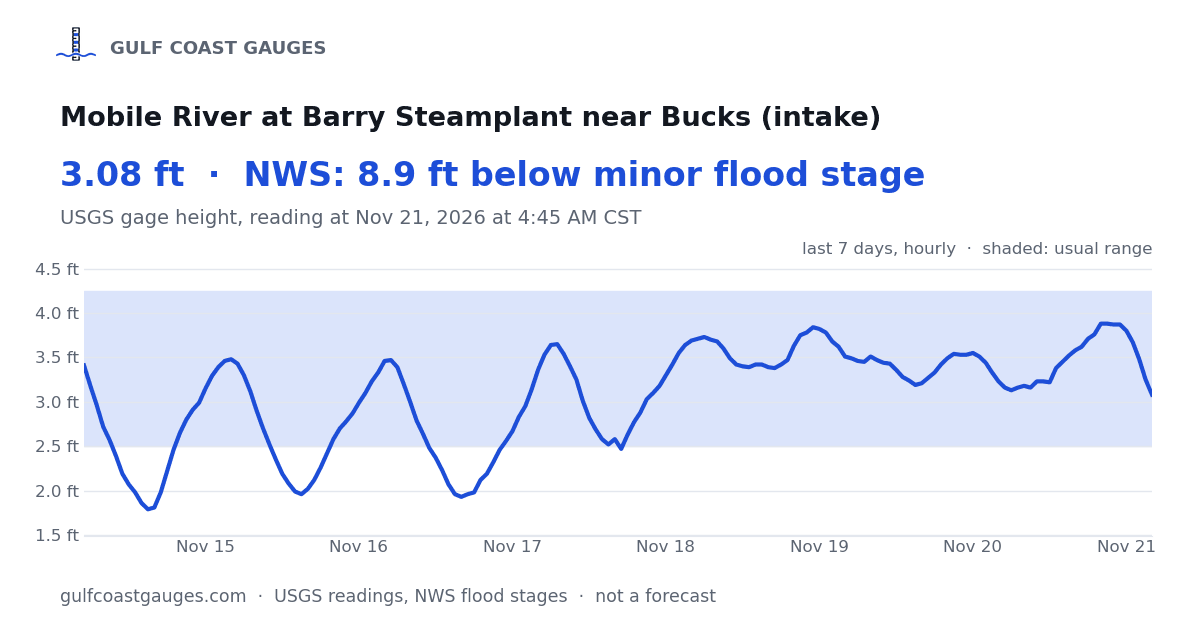 GULF COAST GAUGES
Mobile River at Barry Steamplant near Bucks (intake)
3.08 ft · NWS: 8.9 ft below minor flood stage
USGS gage height, reading at Nov 21, 2026 at 4:45 AM CST
last 7 days, hourly · shaded: usual range
4.5 ft
4.0 ft
3.5 ft
3.0 ft
2.5 ft
2.0 ft
1.5 ft
Nov 15 Nov 16 Nov 17 Nov 18 Nov 19 Nov 20 Nov 21
gulfcoastgauges.com · USGS readings, NWS flood stages · not a forecast